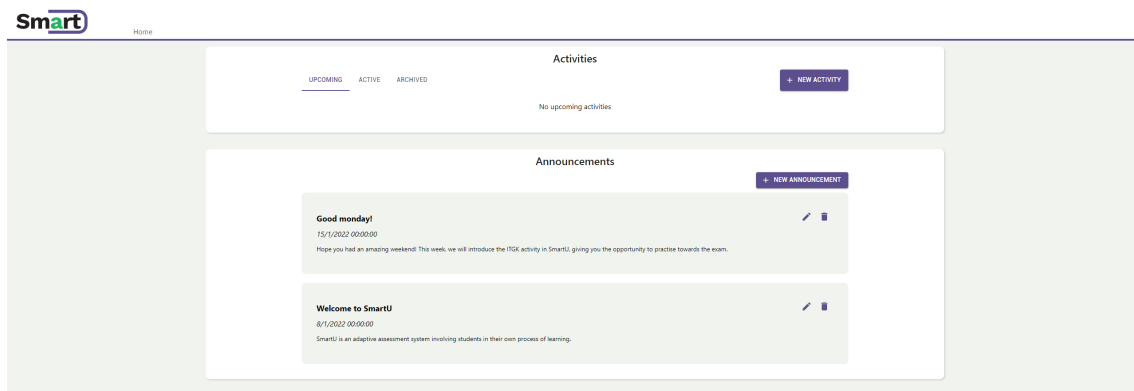 Smart
Home
Activities
UPCOMING ACTIVE ARCHIVED
+ NEW ACTIVITY
No upcoming activities
Announcements
+ NEW ANNOUNCEMENT
Good monday!
15/1/2022 00:00:00
Hope you had an amazing weekend! This week, we will introduce the ITGK activity in SmartU, giving you the opportunity to practise towards the exam.
Welcome to SmartU
8/1/2022 00:00:00
SmartU is an adaptive assessment system involving students in their own process of learning.